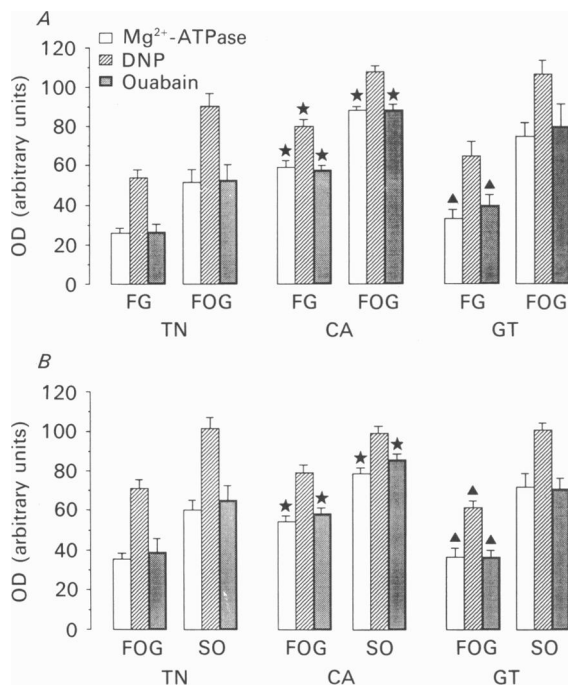 A
Mg²⁺-ATPase
DNP
Ouabain
OD (arbitrary units)
120
100
80
60
40
20
0
FG FOG FG FOG FG FOG
TN CA GT
B
OD (arbitrary units)
120
100
80
60
40
20
0
FOG SO FOG SO FOG SO
TN CA GT